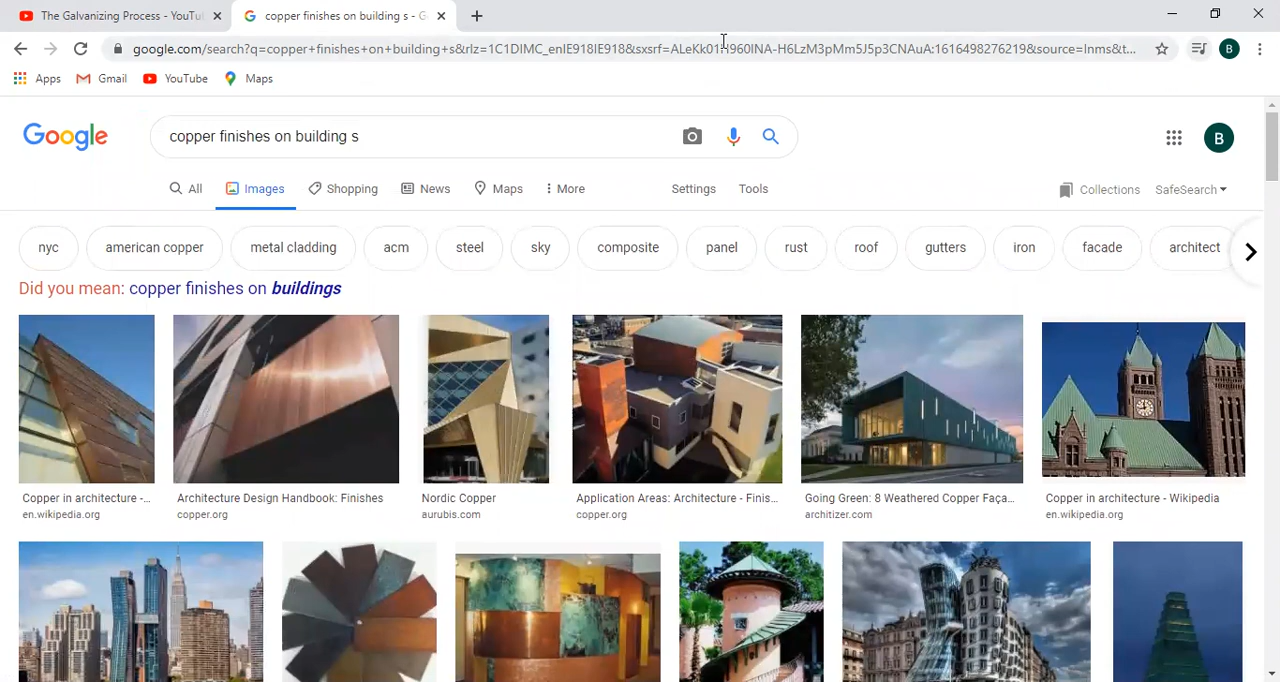 The Galvanizing Process - YouTu
copper finishes on building s - G
google.com/search?q=copper+finishes+on+building+s&rlz=1C1DIMC_enIE918IE918&sxsrf=
Apps
Gmail
YouTube
Maps
Google
copper finishes on building s
B
All
Images
Shopping
News
Maps
More
Settings
Tools
Collections
SafeSearch
nyc
american copper
metal cladding
acm
steel
sky
composite
panel
rust
roof
gutters
iron
facade
architect
Did you mean: copper finishes on buildings
Copper in architecture -...
en.wikipedia.org
Architecture Design Handbook: Finishes
copper.org
Nordic Copper
aurubis.com
Application Areas: Architecture - Finis...
copper.org
Going Green: 8 Weathered Copper Faça...
architizer.com
Copper in architecture - Wikipedia
en.wikipedia.org